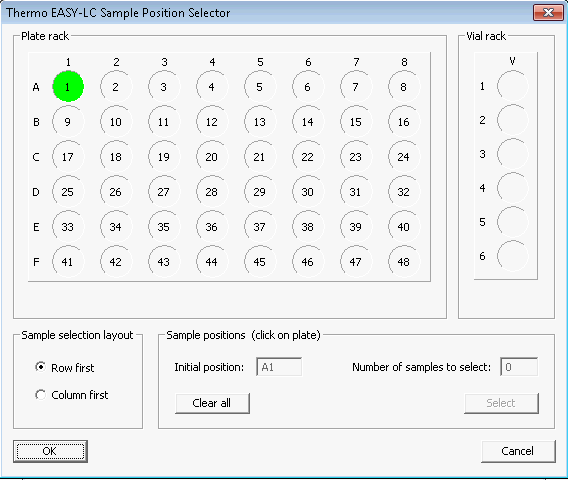 Thermo EASY-LC Sample Position Selector
Plate rack
Vial rack
1 2 3 4 5 6 7 8
V
A 1 2 3 4 5 6 7 8
1
B 9 10 11 12 13 14 15 16
2
C 17 18 19 20 21 22 23 24
3
D 25 26 27 28 29 30 31 32
4
E 33 34 35 36 37 38 39 40
5
F 41 42 43 44 45 46 47 48
6
Sample selection layout
Row first
Column first
Sample positions (click on plate)
Initial position: A1 Number of samples to select: 0
Clear all Select
OK Cancel